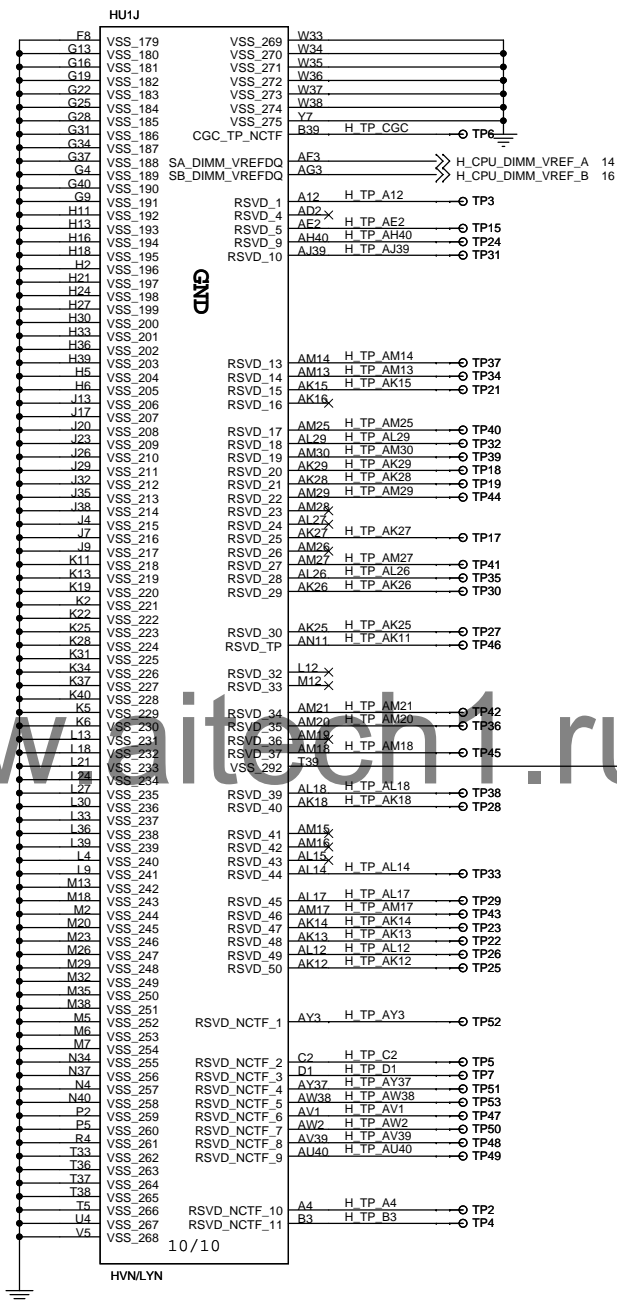 HU1J
F8 VSS_179 VSS_269 W33
G13 VSS_180 VSS_270 W34
G16 VSS_181 VSS_271 W35
G19 VSS_182 VSS_272 W36
G22 VSS_183 VSS_273 W37
G25 VSS_184 VSS_274 W38
G28 VSS_185 VSS_275 Y7
G31 VSS_186 CGC_TP_NCTF B39 H_TP_CGC TP6
G34 VSS_187
G37 VSS_188 SA_DIMM_VREFDQ AF3 H_CPU_DIMM_VREF_A 14
G4 VSS_189 SB_DIMM_VREFDQ AG3 H_CPU_DIMM_VREF_B 16
G40 VSS_190
G9 VSS_191 RSVD_1 A12 H_TP_A12 TP3
H11 VSS_192 RSVD_4 AD2
H13 VSS_193 RSVD_5 AE2 H_TP_AE2 TP15
H16 VSS_194 RSVD_9 AH40 H_TP_AH40 TP24
H18 VSS_195 RSVD_10 AJ39 H_TP_AJ39 TP31
H2 VSS_196
H21 VSS_197
GND
H24 VSS_198
H27 VSS_199
H30 VSS_200
H33 VSS_201
H36 VSS_202
H39 VSS_203 RSVD_13 AM14 H_TP_AM14 TP37
H5 VSS_204 RSVD_14 AM13 H_TP_AM13 TP34
H6 VSS_205 RSVD_15 AK15 H_TP_AK15 TP21
J13 VSS_206 RSVD_16 AK16
J17 VSS_207
J20 VSS_208 RSVD_17 AM25 H_TP_AM25 TP40
J23 VSS_209 RSVD_18 AL29 H_TP_AL29 TP32
J26 VSS_210 RSVD_19 AM30 H_TP_AM30 TP39
J29 VSS_211 RSVD_20 AK29 H_TP_AK29 TP18
J32 VSS_212 RSVD_21 AK28 H_TP_AK28 TP19
J35 VSS_213 RSVD_22 AM29 H_TP_AM29 TP44
J38 VSS_214 RSVD_23 AM28
J4 VSS_215 RSVD_24 AL27
J7 VSS_216 RSVD_25 AK27 H_TP_AK27 TP17
J9 VSS_217 RSVD_26 AM26
K11 VSS_218 RSVD_27 AM27 H_TP_AM27 TP41
K13 VSS_219 RSVD_28 AL26 H_TP_AL26 TP35
K19 VSS_220 RSVD_29 AK26 H_TP_AK26 TP30
K2 VSS_221
K22 VSS_222
K25 VSS_223 RSVD_30 AK25 H_TP_AK25 TP27
K28 VSS_224 RSVD_TP AN11 H_TP_AK11 TP46
K31 VSS_225
K34 VSS_226 RSVD_32 L12
K37 VSS_227 RSVD_33 M12
K40 VSS_228
K5 VSS_229 RSVD_34 AM21 H_TP_AM21 TP42
K6 VSS_230 RSVD_35 AM20 H_TP_AM20 TP36
L13 VSS_231 RSVD_36 AM19
L18 VSS_232 RSVD_37 AM18 H_TP_AM18 TP45
L21 VSS_233 VSS_292 T39
w.aitech1.ru
L24 VSS_234
L27 VSS_235 RSVD_39 AL18 H_TP_AL18 TP38
L30 VSS_236 RSVD_40 AK18 H_TP_AK18 TP28
L33 VSS_237
L36 VSS_238 RSVD_41 AM15
L39 VSS_239 RSVD_42 AM16
L4 VSS_240 RSVD_43 AL15
L9 VSS_241 RSVD_44 AL14 H_TP_AL14 TP33
M13 VSS_242
M18 VSS_243 RSVD_45 AL17 H_TP_AL17 TP29
M2 VSS_244 RSVD_46 AM17 H_TP_AM17 TP43
M20 VSS_245 RSVD_47 AK14 H_TP_AK14 TP23
M23 VSS_246 RSVD_48 AK13 H_TP_AK13 TP22
M26 VSS_247 RSVD_49 AL12 H_TP_AL12 TP26
M29 VSS_248 RSVD_50 AK12 H_TP_AK12 TP25
M32 VSS_249
M35 VSS_250
M38 VSS_251
M5 VSS_252 RSVD_NCTF_1 AY3 H_TP_AY3 TP52
M6 VSS_253
M7 VSS_254
N34 VSS_255 RSVD_NCTF_2 C2 H_TP_C2 TP5
N37 VSS_256 RSVD_NCTF_3 D1 H_TP_D1 TP7
N4 VSS_257 RSVD_NCTF_4 AY37 H_TP_AY37 TP51
N40 VSS_258 RSVD_NCTF_5 AW38 H_TP_AW38 TP53
P2 VSS_259 RSVD_NCTF_6 AV1 H_TP_AV1 TP47
P5 VSS_260 RSVD_NCTF_7 AW2 H_TP_AW2 TP50
R4 VSS_261 RSVD_NCTF_8 AV39 H_TP_AV39 TP48
T33 VSS_262 RSVD_NCTF_9 AU40 H_TP_AU40 TP49
T36 VSS_263
T37 VSS_264
T38 VSS_265
T5 VSS_266 RSVD_NCTF_10 A4 H_TP_A4 TP2
U4 VSS_267 RSVD_NCTF_11 B3 H_TP_B3 TP4
V5 VSS_268
10/10
HVN/LYN